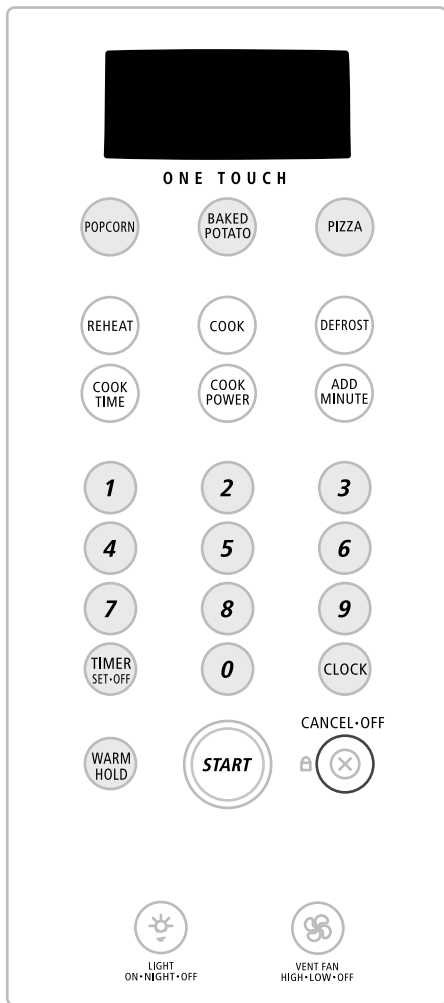 ONE TOUCH
POPCORN
BAKED
POTATO
PIZZA
REHEAT
COOK
DEFROST
COOK
TIME
COOK
POWER
ADD
MINUTE
1
2
3
4
5
6
7
8
9
TIMER
SET•OFF
0
CLOCK
CANCEL•OFF
WARM
HOLD
START
LIGHT
ON•NIGHT•OFF
VENT FAN
HIGH•LOW•OFF